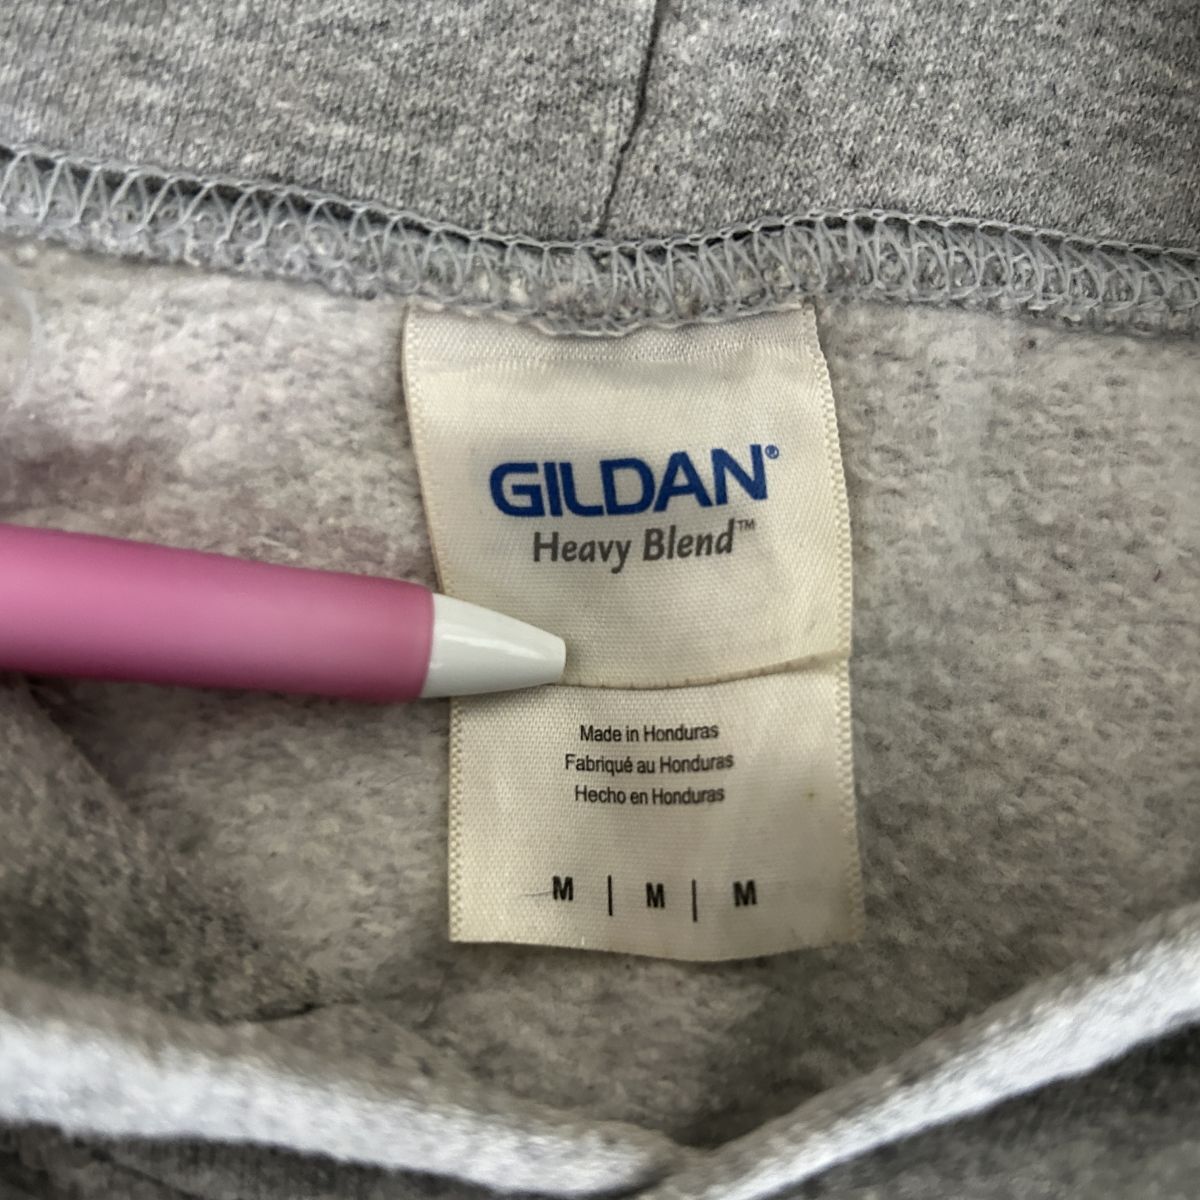 GILDAN®
Heavy Blend™
Made in Honduras
Fabriqué au Honduras
Hecho en Honduras
M | M | M